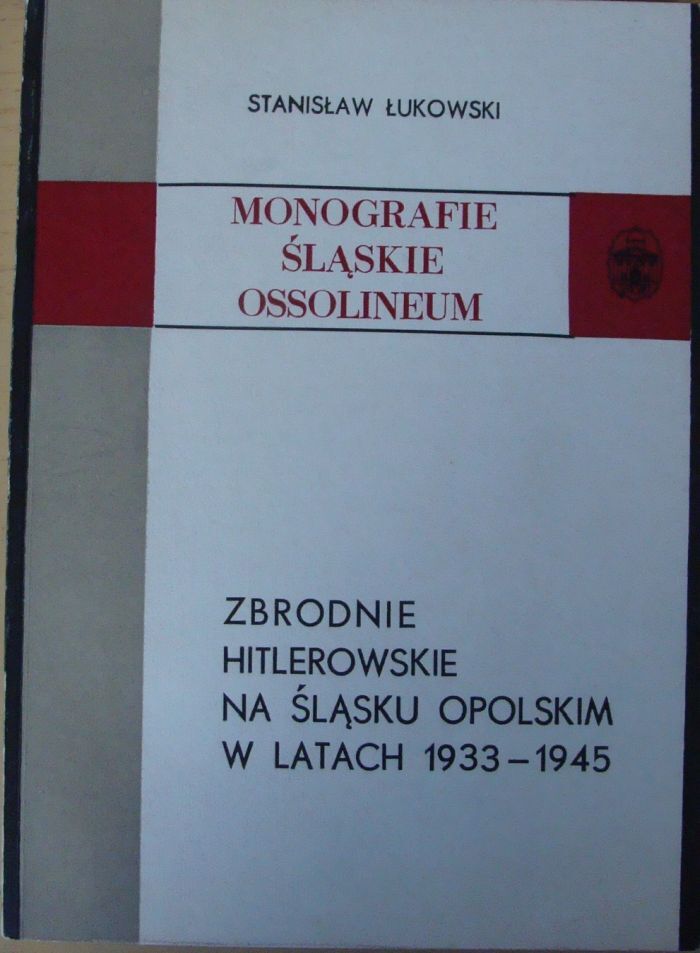 STANISŁAW ŁUKOWSKI
MONOGRAFIE
ŚLĄSKIE
OSSOLINEUM
ZBRODNIE
HITLEROWSKIE
NA ŚLĄSKU OPOLSKIM
W LATACH 1933–1945